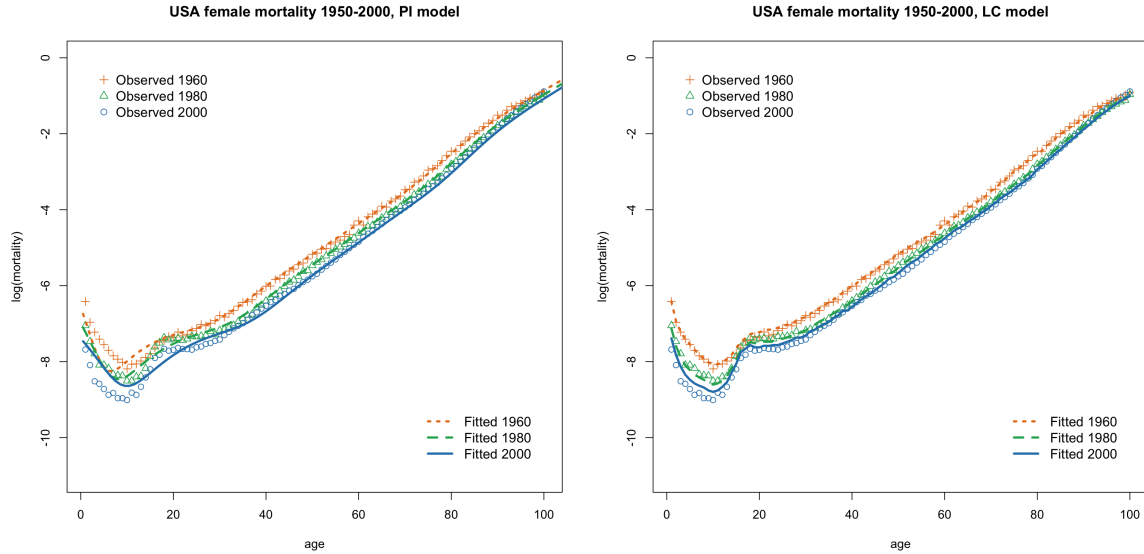 USA female mortality 1950-2000, PI model
0
-2
-4
-6
-8
-10
log(mortality)
Observed 1960
Observed 1980
Observed 2000
Fitted 1960
Fitted 1980
Fitted 2000
0 20 40 60 80 100
age
USA female mortality 1950-2000, LC model
0
-2
-4
-6
-8
-10
log(mortality)
Observed 1960
Observed 1980
Observed 2000
Fitted 1960
Fitted 1980
Fitted 2000
0 20 40 60 80 100
age